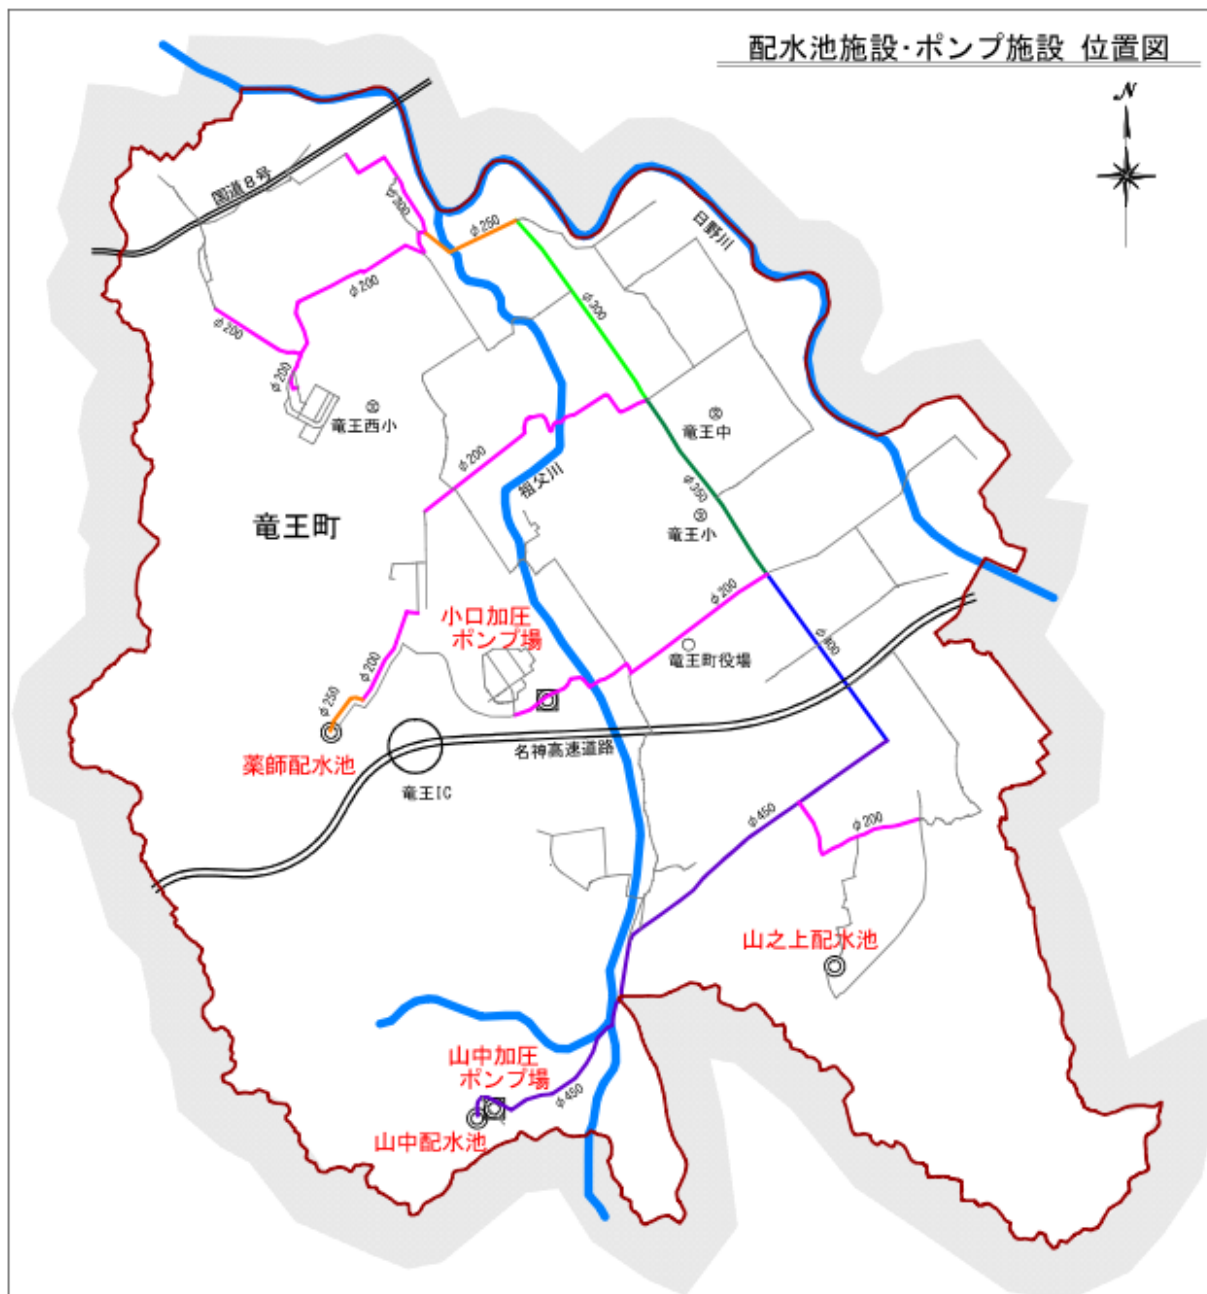 配水池施設・ポンプ施設 位置図
N
国道8号
φ300
φ250
日野川
φ200
φ300
φ200
φ200
竜王西小
竜王中
φ200
祖父川
φ350
竜王町
竜王小
φ200
小口加圧
ポンプ場
φ400
竜王町役場
φ200
φ250
名神高速道路
薬師配水池
竜王IC
φ450
φ200
山之上配水池
山中加圧
ポンプ場
φ450
山中配水池